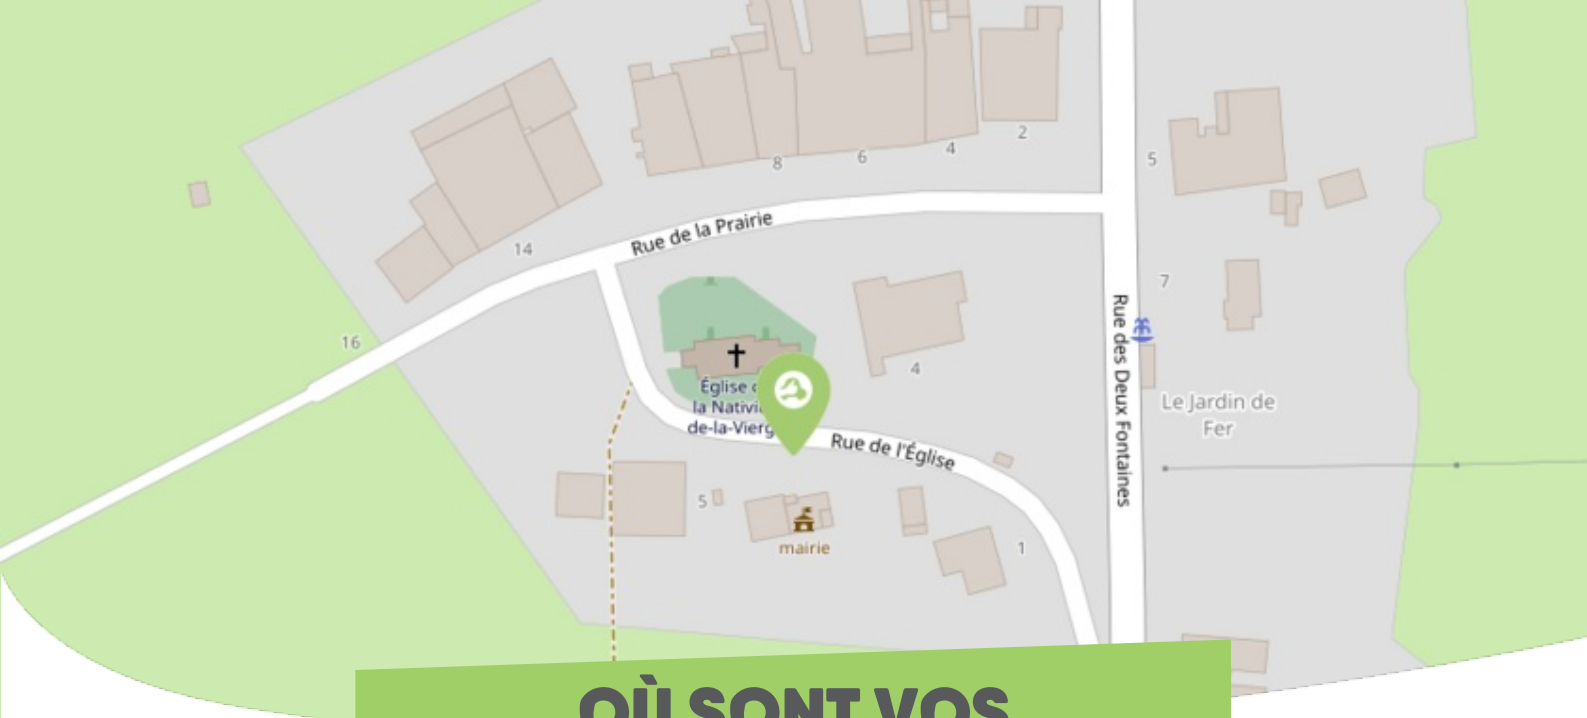 2
4
6
8
5
Rue de la Prairie
14
7
16
Rue des Deux Fontaines
4
Église
la
de-la-Vierg
Le Jardin de
Fer
Rue de l'Église
5
mairie
1
OÙ SONT VOS